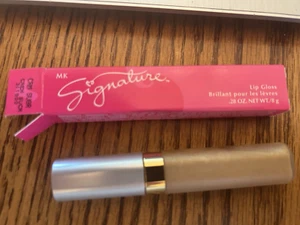 MK
Signature.
Lip Gloss
Brillant pour les lèvres
.28 OZ. NET WT./8 g